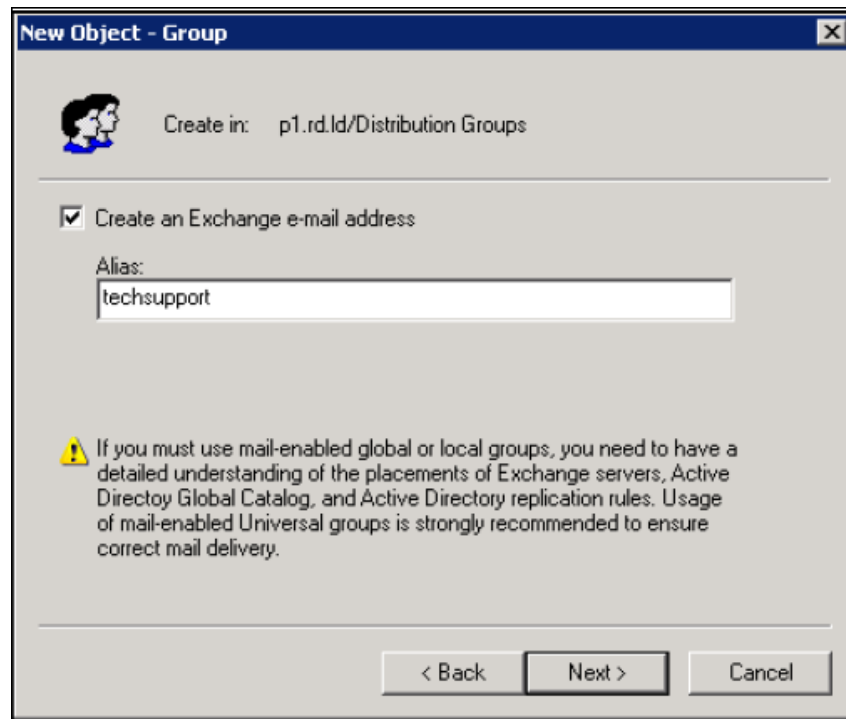 New Object - Group
Create in: p1.rd.ld/Distribution Groups
Create an Exchange e-mail address
Alias:
techsupport
If you must use mail-enabled global or local groups, you need to have a
detailed understanding of the placements of Exchange servers, Active
Directoy Global Catalog, and Active Directory replication rules. Usage
of mail-enabled Universal groups is strongly recommended to ensure
correct mail delivery.
< Back Next > Cancel